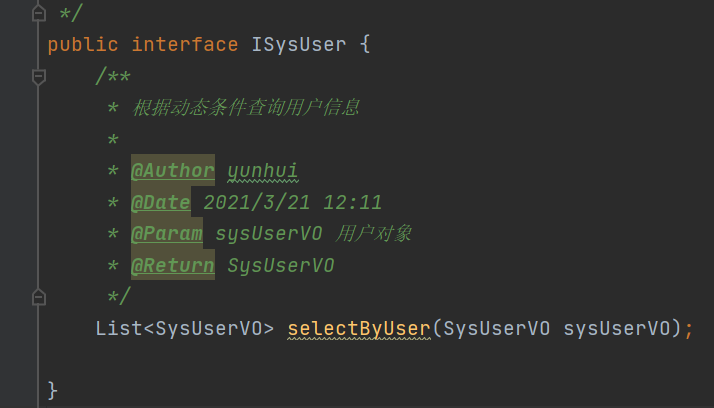 */
public interface ISysUser {
/**
* 根据动态条件查询用户信息
*
* @Author yunhui
* @Date 2021/3/21 12:11
* @Param sysUserVO 用户对象
* @Return SysUserVO
*/
List<SysUserVO> selectByUser(SysUserVO sysUserVO);
}